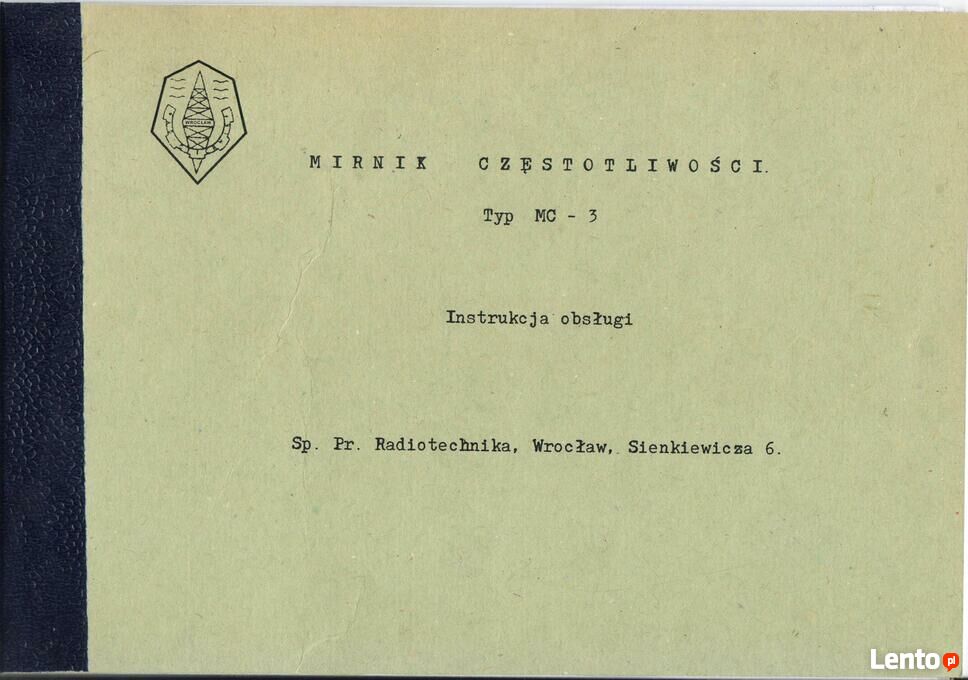 WROCŁAW
MIRNIK CZĘSTOTLIWOŚCI.
Typ MC - 3
Instrukcja obsługi
Sp. Pr. Radiotechnika, Wrocław, Sienkiewicza 6.
Lento.pl